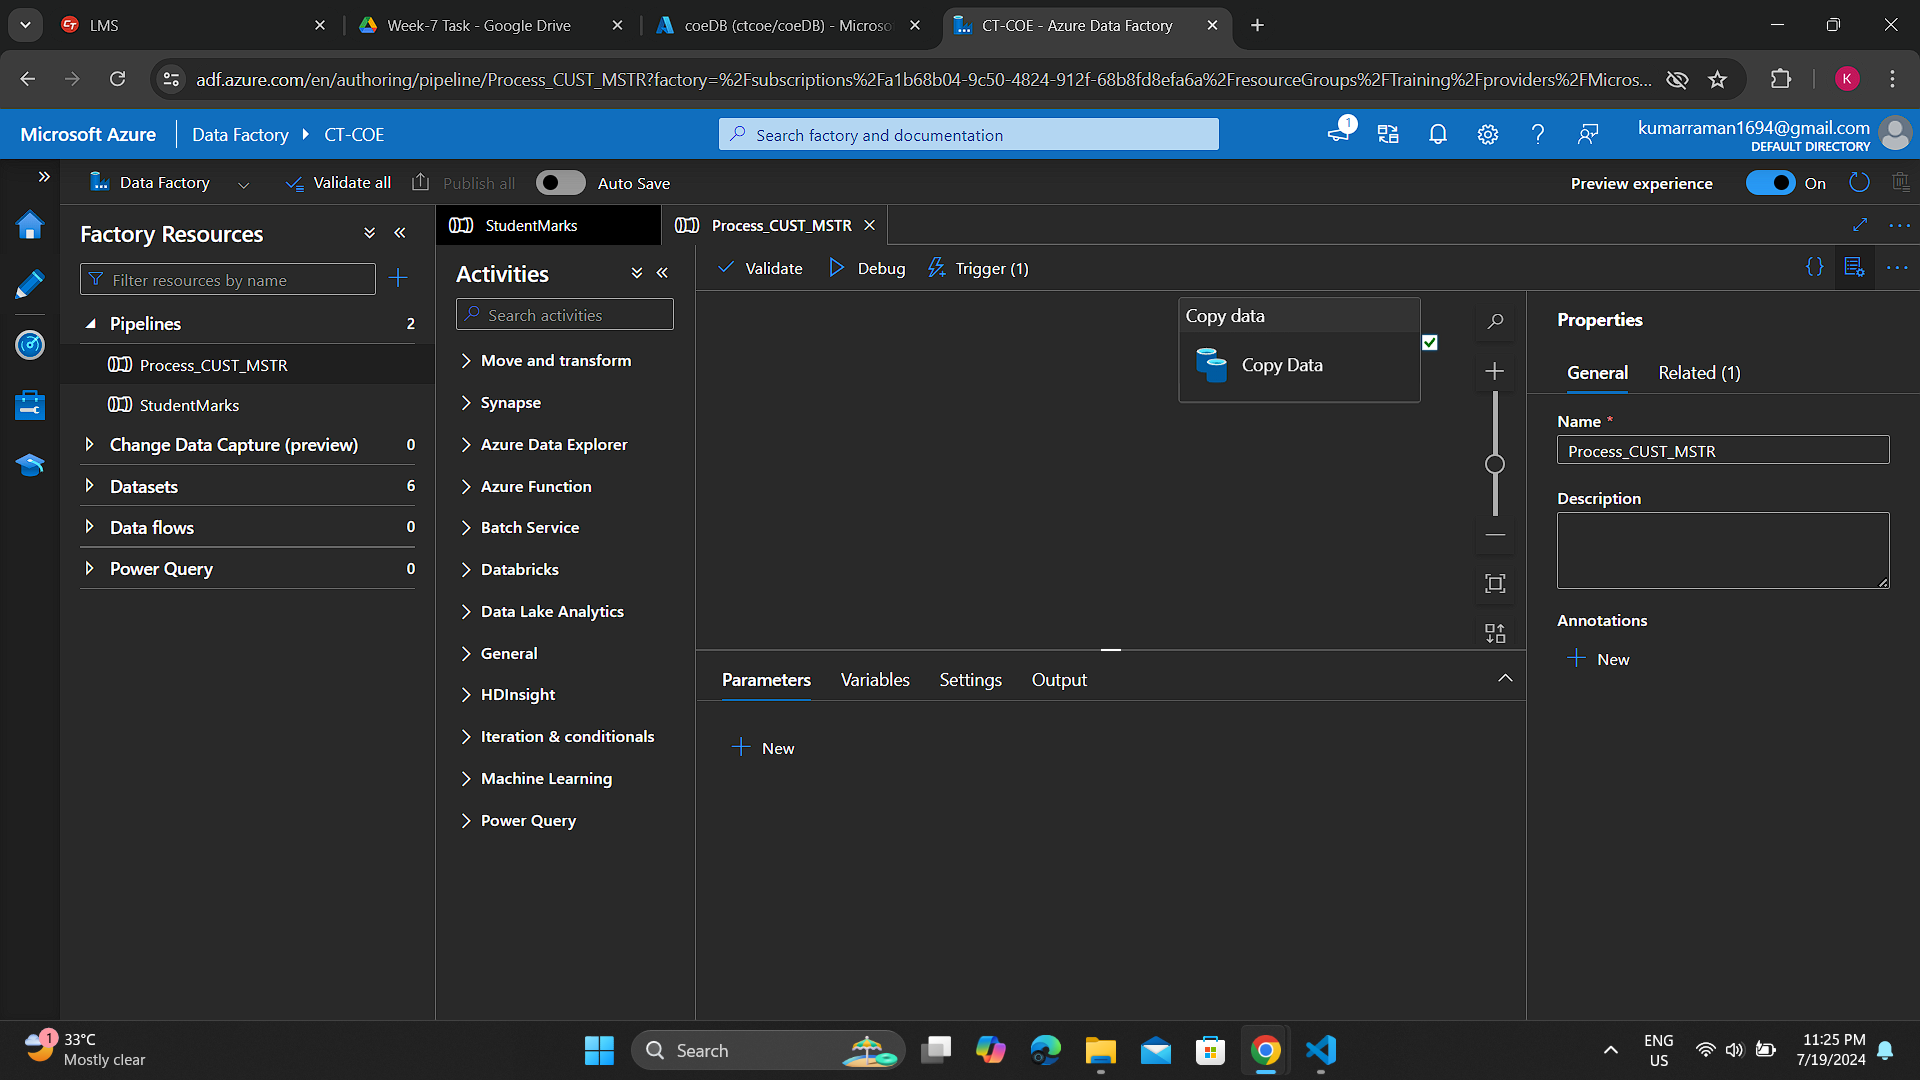 LMS
Week-7 Task - Google Drive
coeDB (ctcoe/coeDB) - Microso
CT-COE - Azure Data Factory
adf.azure.com/en/authoring/pipeline/Process_CUST_MSTR?factory=%2Fsubscriptions%2Fa1b68b04-9c50-4824-912f-68b8fd8efa6a%2FresourceGroups%2FTraining%2Fproviders%2FMicros...
K
Microsoft Azure
Data Factory
CT-COE
Search factory and documentation
1
kumarraman1694@gmail.com
DEFAULT DIRECTORY
Data Factory
Validate all
Publish all
Auto Save
Preview experience
On
Factory Resources
Filter resources by name
Pipelines
2
Process_CUST_MSTR
StudentMarks
Change Data Capture (preview)
0
Datasets
6
Data flows
0
Power Query
0
StudentMarks
Process_CUST_MSTR
Activities
Search activities
Move and transform
Synapse
Azure Data Explorer
Azure Function
Batch Service
Databricks
Data Lake Analytics
General
HDInsight
Iteration & conditionals
Machine Learning
Power Query
Validate
Debug
Trigger (1)
{}
Copy data
Copy Data
Parameters
Variables
Settings
Output
New
Properties
General
Related (1)
Name *
Process_CUST_MSTR
Description
Annotations
New
1
33°C
Mostly clear
Search
ENG
US
11:25 PM
7/19/2024